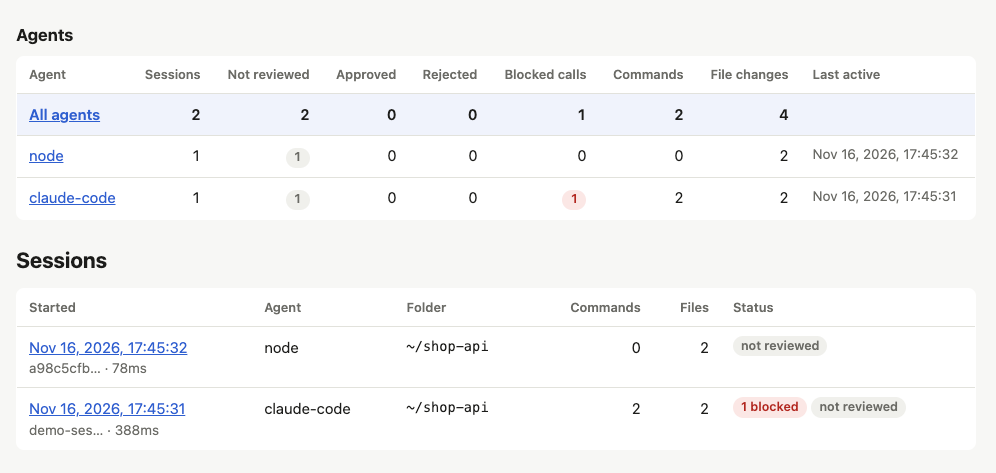 Agents
Agent Sessions Not reviewed Approved Rejected Blocked calls Commands File changes Last active
All agents 2 2 0 0 1 2 4
node 1 1 0 0 0 0 2 Nov 16, 2026, 17:45:32
claude-code 1 1 0 0 1 2 2 Nov 16, 2026, 17:45:31
Sessions
Started Agent Folder Commands Files Status
Nov 16, 2026, 17:45:32 node ~/shop-api 0 2 not reviewed
a98c5cfb... · 78ms
Nov 16, 2026, 17:45:31 claude-code ~/shop-api 2 2 1 blocked not reviewed
demo-ses... · 388ms